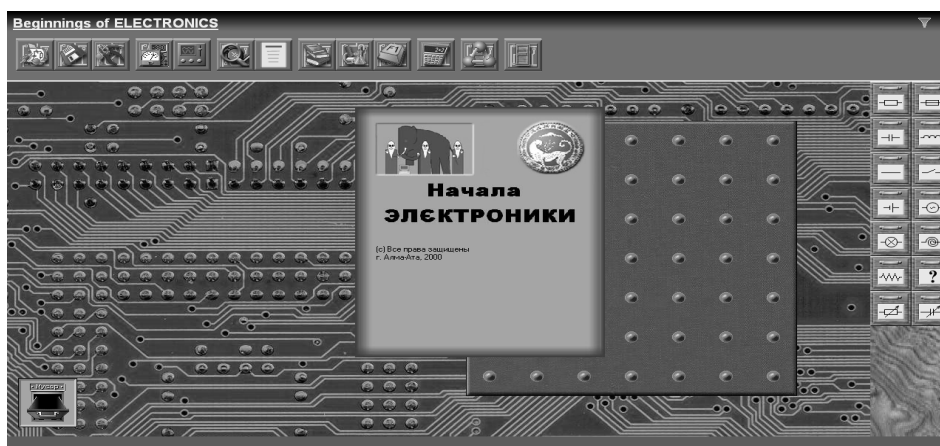 Beginnings of ELECTRONICS
Начала
ЭЛЄКТРОНИКИ
(с) Все права защищены
г. Алма-Ата, 2000
?